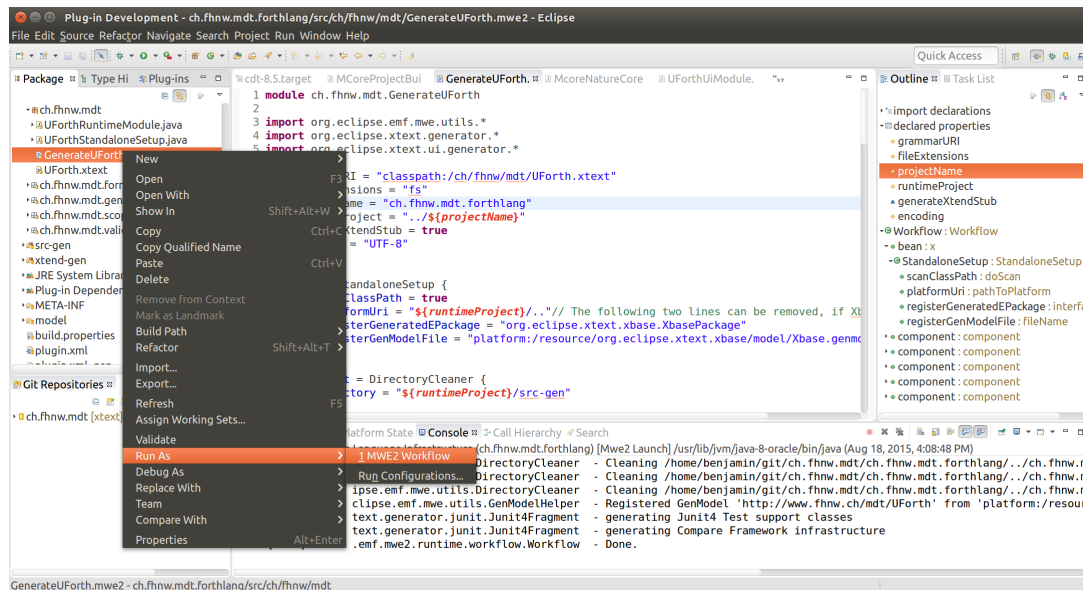 Plug-in Development - ch.fhnw.mdt.forthlang/src/ch/fhnw/mdt/GenerateUForth.mwe2 - Eclipse
File Edit Source Refactor Navigate Search Project Run Window Help
Quick Access
Package Type Hi Plug-ins
cdt-8.5.target MCoreProjectBui GenerateUForth. McoreNatureCore UForthUiModule.
Outline Task List
ch.fhnw.mdt
UForthRuntimeModule.java
UForthStandaloneSetup.java
GenerateUForth
UForth.xtext
ch.fhnw.mdt.for
ch.fhnw.mdt.gen
ch.fhnw.mdt.scop
ch.fhnw.mdt.vali
src-gen
xtend-gen
JRE System Librar
Plug-in Depender
META-INF
model
build.properties
plugin.xml
Git Repositories
ch.fhnw.mdt [xtext]
New
Open F3
Open With
Show In Shift+Alt+W
Copy Ctrl+C
Copy Qualified Name
Paste Ctrl+V
Delete
Remove from Context
Mark as Landmark
Build Path
Refactor Shift+Alt+T
Import...
Export...
Refresh F5
Assign Working Sets...
Validate
Run As
Debug As
Replace With
Team
Compare With
Properties Alt+Enter
1 MWE2 Workflow
Run Configurations...
1 module ch.fhnw.mdt.GenerateUForth
2
3 import org.eclipse.emf.mwe.utils.*
4 import org.eclipse.xtext.generator.*
5 import org.eclipse.xtext.ui.generator.*
RI = "classpath:/ch/fhnw/mdt/UForth.xtext"
nsions = "fs"
ame = "ch.fhnw.mdt.forthlang"
roject = "../${projectName}"
XtendStub = true
= "UTF-8"
tandaloneSetup {
lassPath = true
formUri = "${runtimeProject}/.."// The following two lines can be removed, if Xb
sterGeneratedEPackage = "org.eclipse.xtext.xbase.XbasePackage"
sterGenModelFile = "platform:/resource/org.eclipse.xtext.xbase/model/Xbase.genmo
t = DirectoryCleaner {
ctory = "${runtimeProject}/src-gen"
import declarations
declared properties
grammarURI
fileExtensions
projectName
runtimeProject
generateXtendStub
encoding
Workflow : Workflow
bean : x
StandaloneSetup : StandaloneSetup
scanClassPath : doScan
platformUri : pathToPlatform
registerGeneratedEPackage : interfa
registerGenModelFile : fileName
component : component
component : component
component : component
component : component
component : component
latform State Console Call Hierarchy Search
(ch.fhnw.mdt.forthlang) [Mwe2 Launch] /usr/lib/jvm/java-8-oracle/bin/java (Aug 18, 2015, 4:08:48 PM)
DirectoryCleaner - Cleaning /home/benjamin/git/ch.fhnw.mdt/ch.fhnw.mdt.forthlang/../ch.fhnw.m
DirectoryCleaner - Cleaning /home/benjamin/git/ch.fhnw.mdt/ch.fhnw.mdt.forthlang/../ch.fhnw.m
ipse.emf.mwe.utils.DirectoryCleaner - Cleaning /home/benjamin/git/ch.fhnw.mdt/ch.fhnw.mdt.forthlang/../ch.fhnw.m
clipse.emf.mwe.utils.GenModelHelper - Registered GenModel 'http://www.fhnw.ch/mdt/UForth' from 'platform:/resour
text.generator.junit.Junit4Fragment - generating Junit4 Test support classes
text.generator.junit.Junit4Fragment - generating Compare Framework infrastructure
.emf.mwe2.runtime.workflow.Workflow - Done.
GenerateUForth.mwe2 - ch.fhnw.mdt.forthlang/src/ch/fhnw/mdt